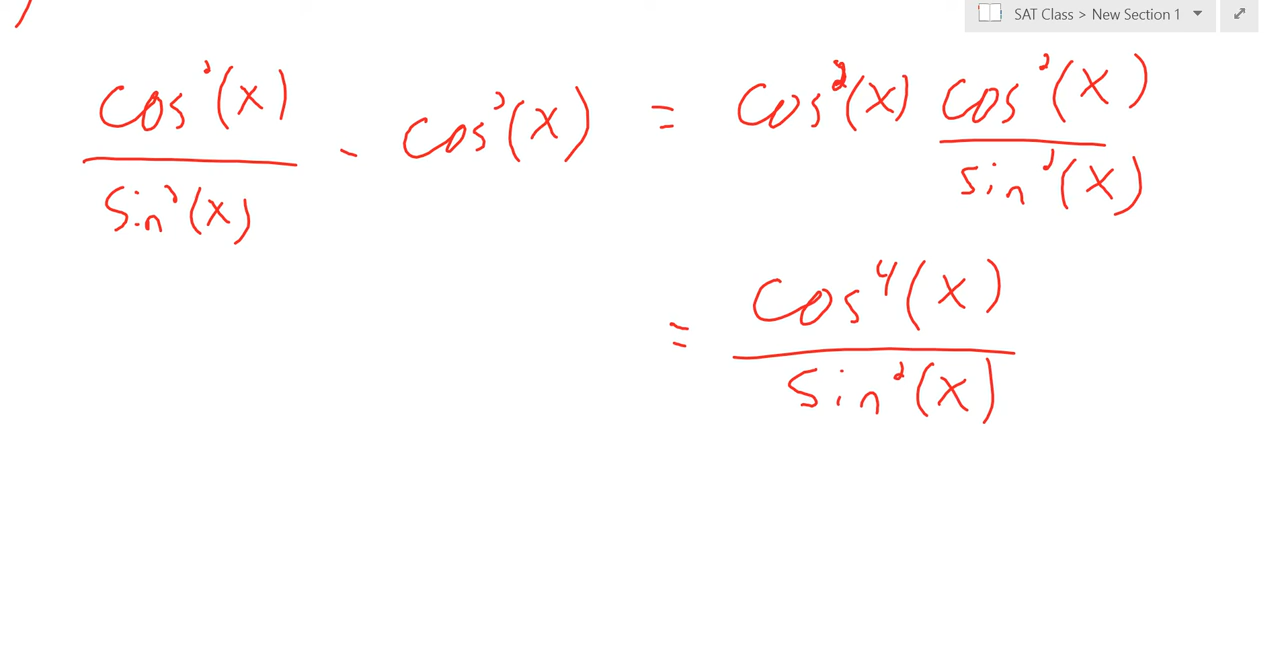 SAT Class > New Section 1
cos²(x)/sin²(x) - cos²(x) = cos²(x) cos²(x)/sin²(x)
= cos⁴(x)/sin²(x)